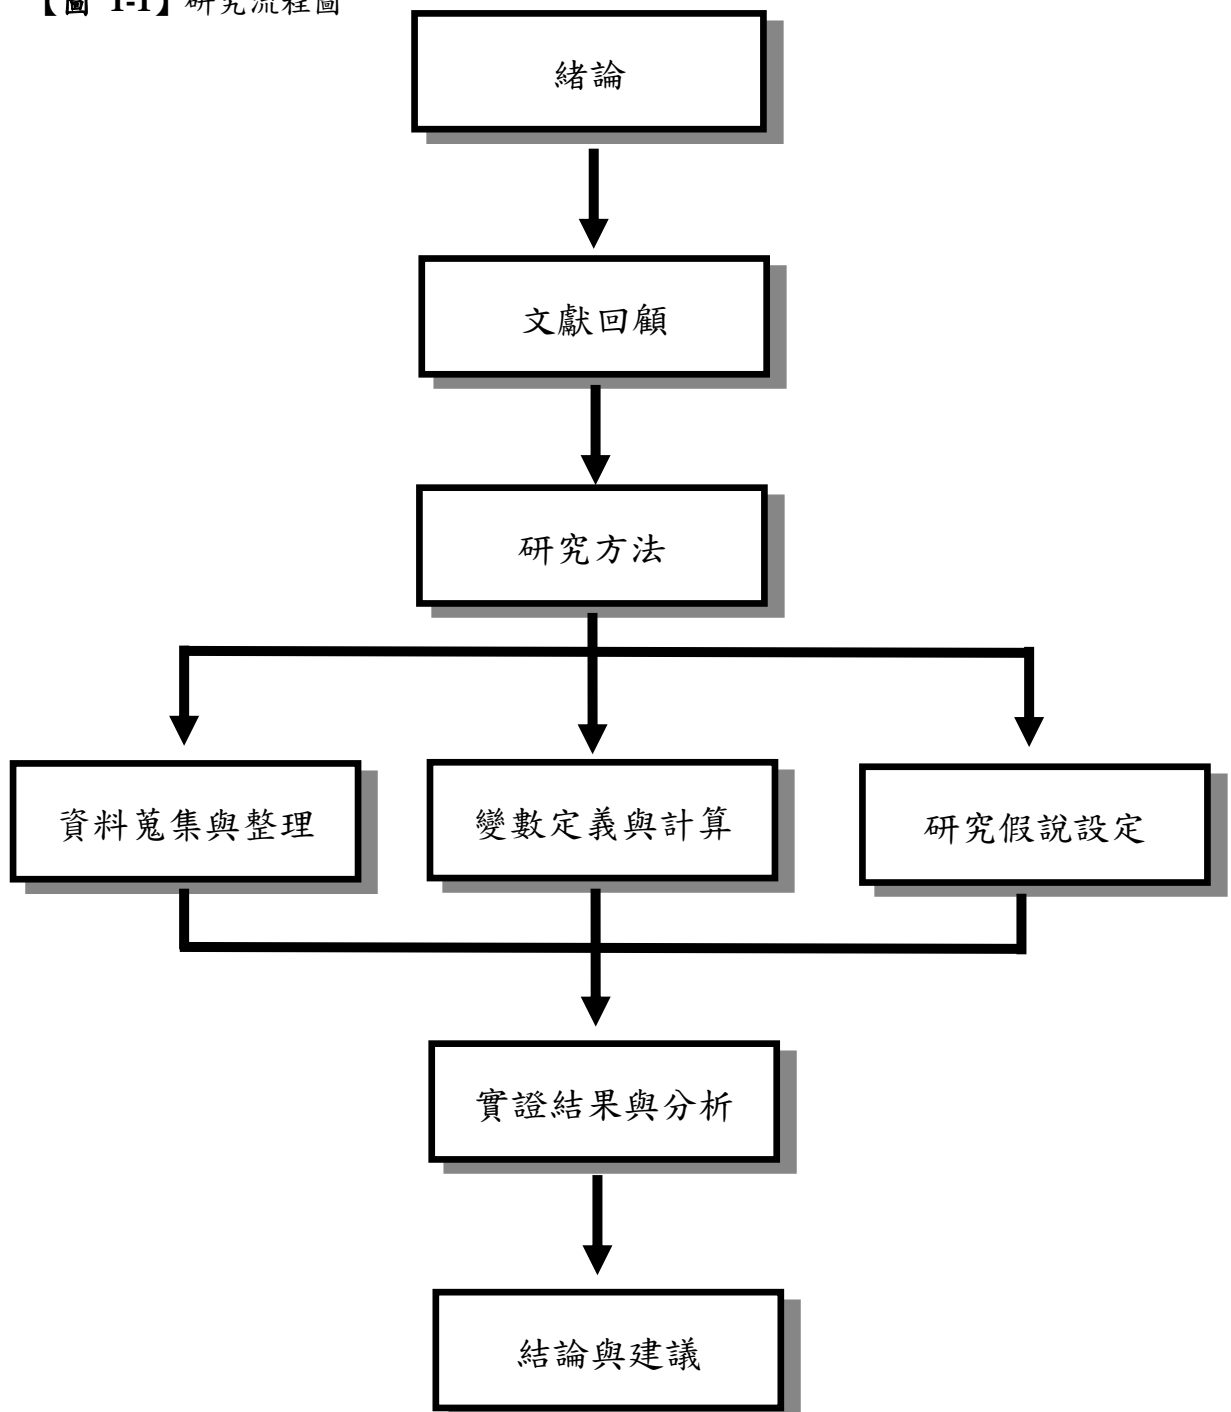 【圖 1-1】研究流程圖
緒論
文獻回顧
研究方法
資料蒐集與整理
變數定義與計算
研究假說設定
實證結果與分析
結論與建議